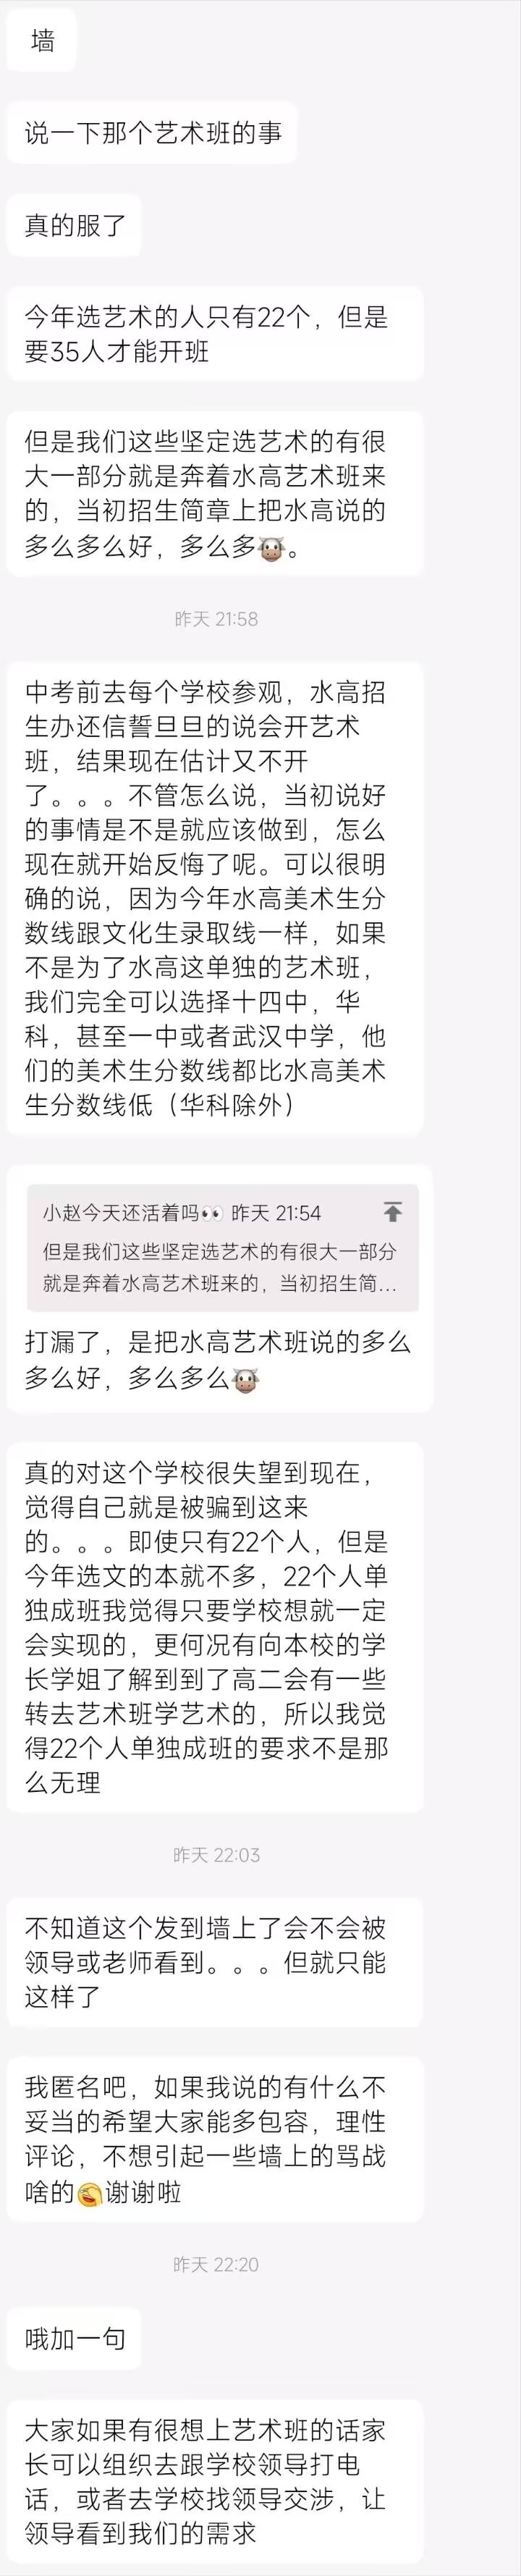 墙
说一下那个艺术班的事
真的服了
今年选艺术的人只有22个，但是
要35人才能开班
但是我们这些坚定选艺术的有很
大一部分就是奔着水高艺术班来
的，当初招生简章上把水高说的
多么多么好，多么多🐮。
昨天 21:58
中考前去每个学校参观，水高招
生办还信誓旦旦的说会开艺术
班，结果现在估计又不开
了。。。不管怎么说，当初说好
的事情是不是就应该做到，怎么
现在就开始反悔了呢。可以很明
确的说，因为今年水高美术生分
数线跟文化生录取线一样，如果
不是为了水高这单独的艺术班，
我们完全可以选择十四中，华
科，甚至一中或者武汉中学，他
们的美术生分数线都比水高美术
生分数线低（华科除外）
小赵今天还活着吗👀 昨天 21:54
但是我们这些坚定选艺术的有很大一部分
就是奔着水高艺术班来的，当初招生简...
打漏了，是把水高艺术班说的多么
多么好，多么多么🐮
真的对这个学校很失望到现在，
觉得自己就是被骗到这来
的。。。即使只有22个人，但是
今年选文的本就不多，22个人单
独成班我觉得只要学校想就一定
会实现的，更何况有向本校的学
长学姐了解到到了高二会有一些
转去艺术班学艺术的，所以我觉
得22个人单独成班的要求不是那
么无理
昨天 22:03
不知道这个发到墙上了会不会被
领导或老师看到。。。但就只能
这样了
我匿名吧，如果我说的有什么不
妥当的希望大家能多包容，理性
评论，不想引起一些墙上的骂战
啥的谢谢啦
昨天 22:20
哦加一句
大家如果有很想上艺术班的话家
长可以组织去跟学校领导打电
话，或者去学校找领导交涉，让
领导看到我们的需求